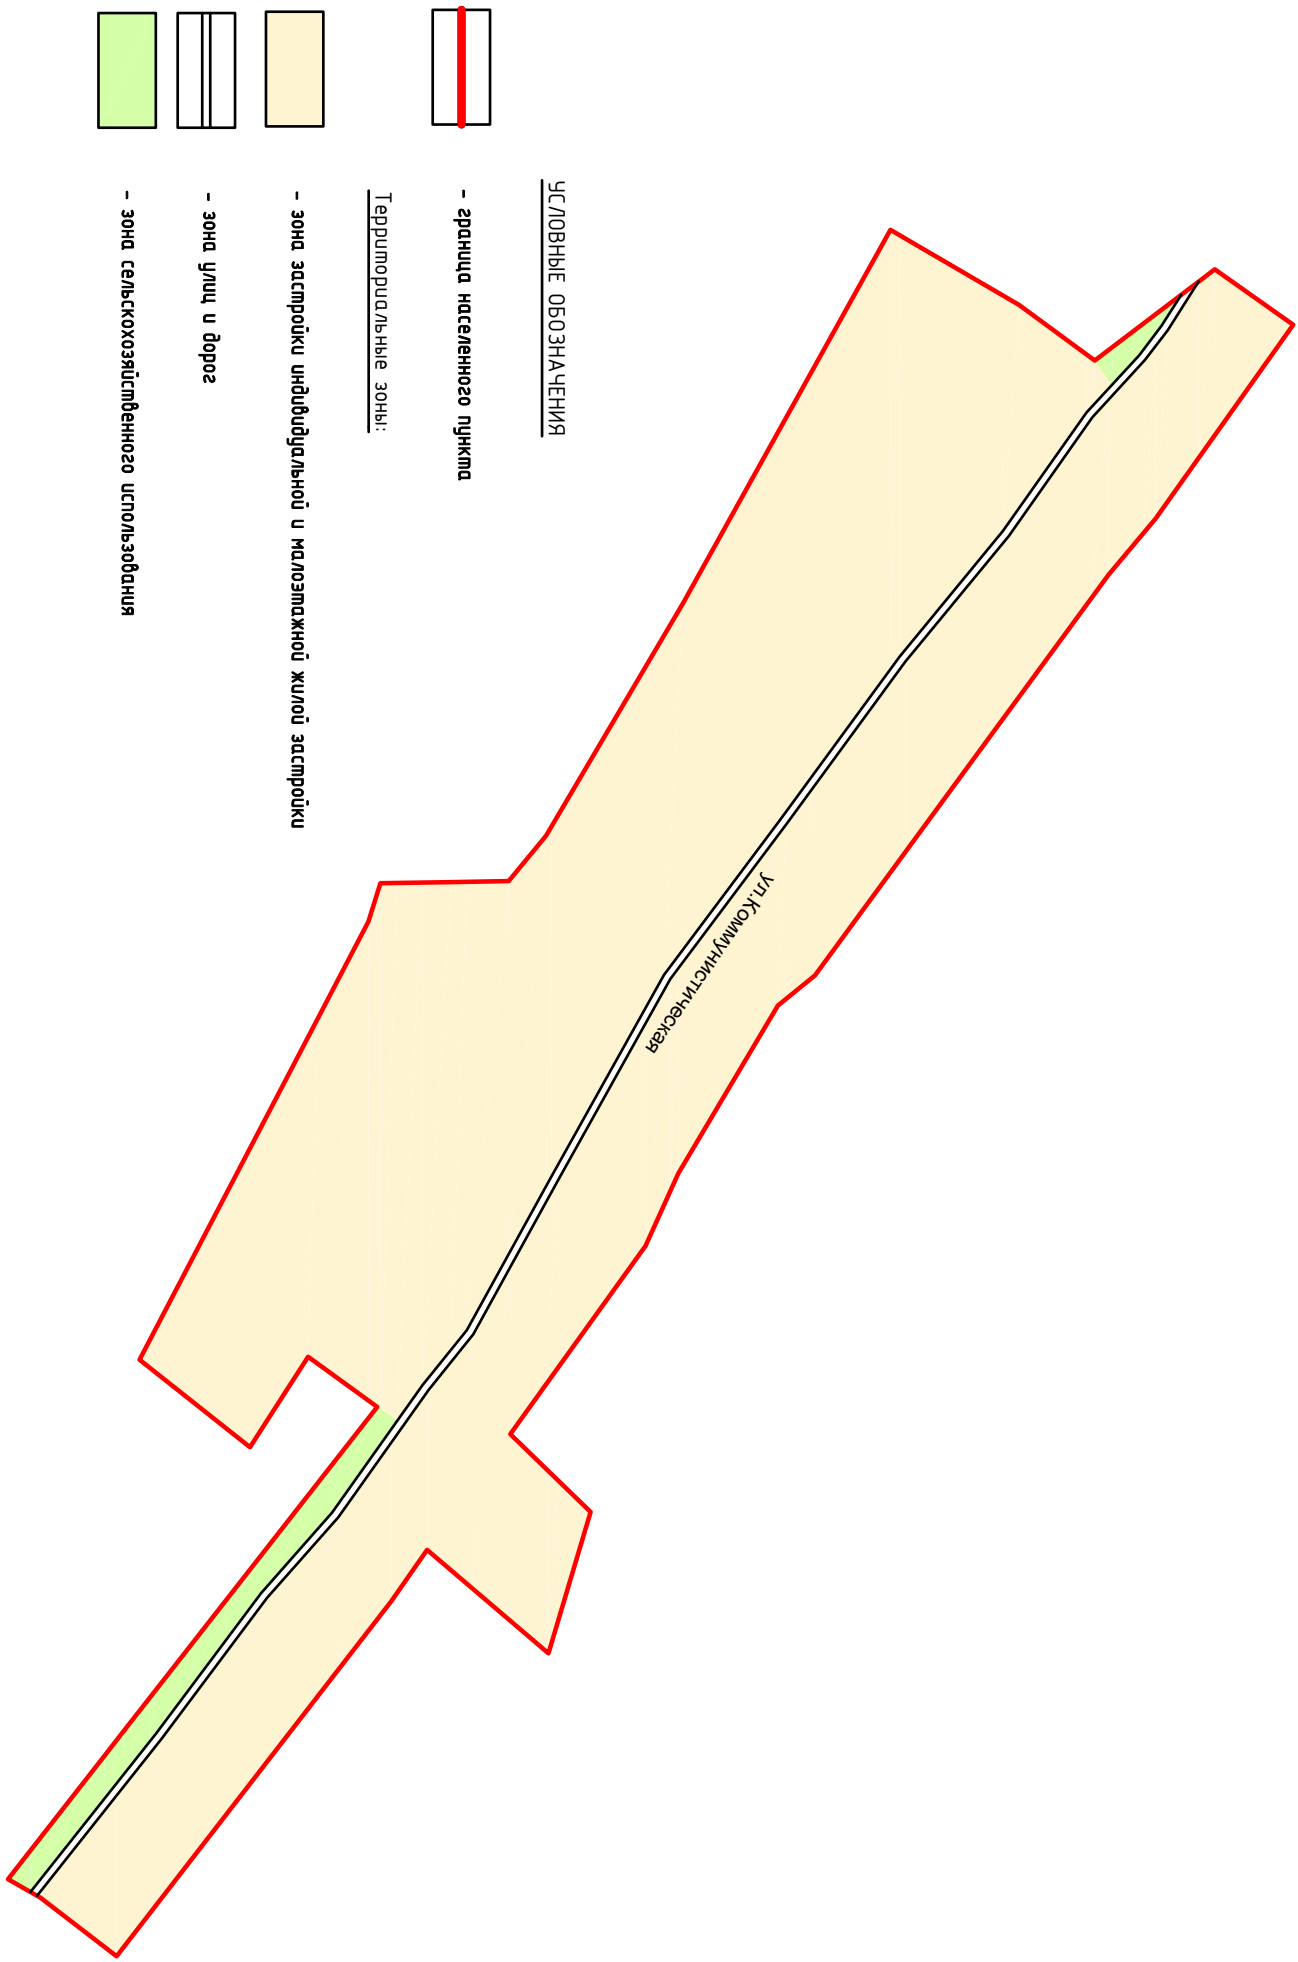 УСЛОВНЫЕ ОБОЗНАЧЕНИЯ
- граница населенного пункта
Территориальные зоны:
- зона застройки индивидуальной и малоэтажной жилой застройки
- зона улиц и дорог
- зона сельскохозяйственного использования
ул.Коммунистическая